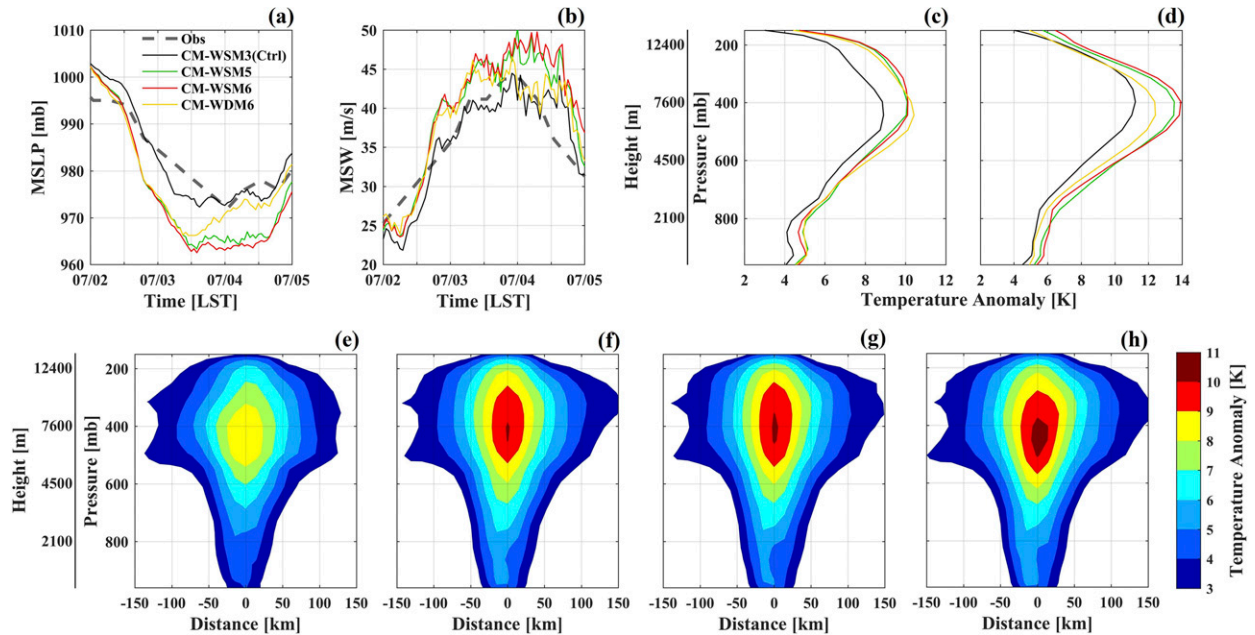 (a)
1010
1000
990
980
970
960
MSLP [mb]
07/02 07/03 07/04 07/05
Time [LST]
Obs
CM-WSM3(Ctrl)
CM-WSM5
CM-WSM6
CM-WDM6
(b)
50
45
40
35
30
25
20
MSW [m/s]
07/02 07/03 07/04 07/05
Time [LST]
(c)
(d)
Height [m]
12400
7600
4500
2100
Pressure [mb]
200
400
600
800
2 4 6 8 10 12
4 6 8 10 12 14
Temperature Anomaly [K]
(e)
(f)
(g)
(h)
Height [m]
12400
7600
4500
2100
Pressure [mb]
200
400
600
800
-150 -100 -50 0 50 100
-150 -100 -50 0 50 100
-150 -100 -50 0 50 100
-150 -100 -50 0 50 100 150
Distance [km]
Distance [km]
Distance [km]
Distance [km]
11
10
9
8
7
6
5
4
3
Temperature Anomaly [K]